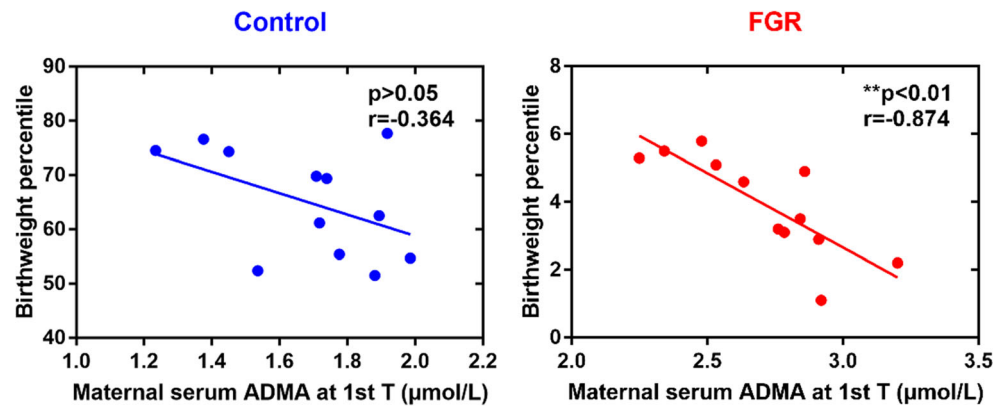 Control
p>0.05
r=-0.364
Birthweight percentile
90
80
70
60
50
40
1.0 1.2 1.4 1.6 1.8 2.0 2.2
Maternal serum ADMA at 1st T (μmol/L)
FGR
**p<0.01
r=-0.874
Birthweight percentile
8
6
4
2
0
2.0 2.5 3.0 3.5
Maternal serum ADMA at 1st T (μmol/L)